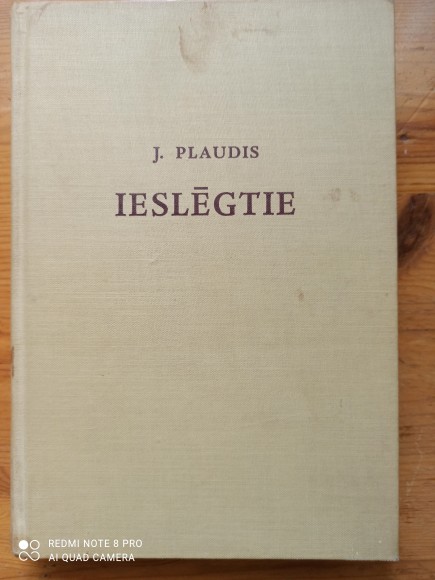 J. PLAUDIS
IESLĒGTIE
REDMI NOTE 8 PRO
AI QUAD CAMERA